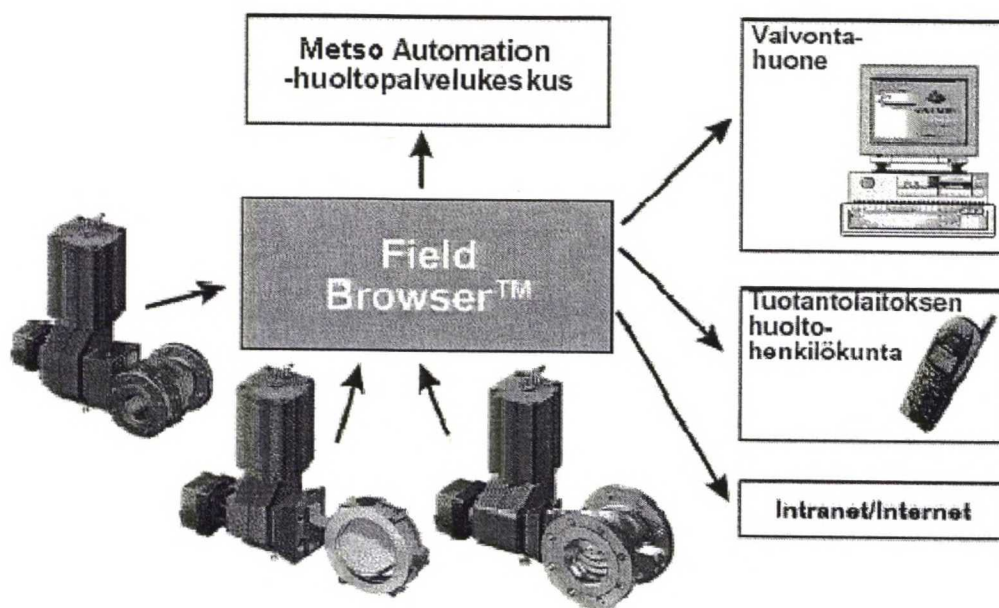 Metso Automation
-huoltopalvelukeskus
Valvonta-
huone
Field
Browser™
Tuotantolaitoksen
huolto-
henkilökunta
Intranet/Internet